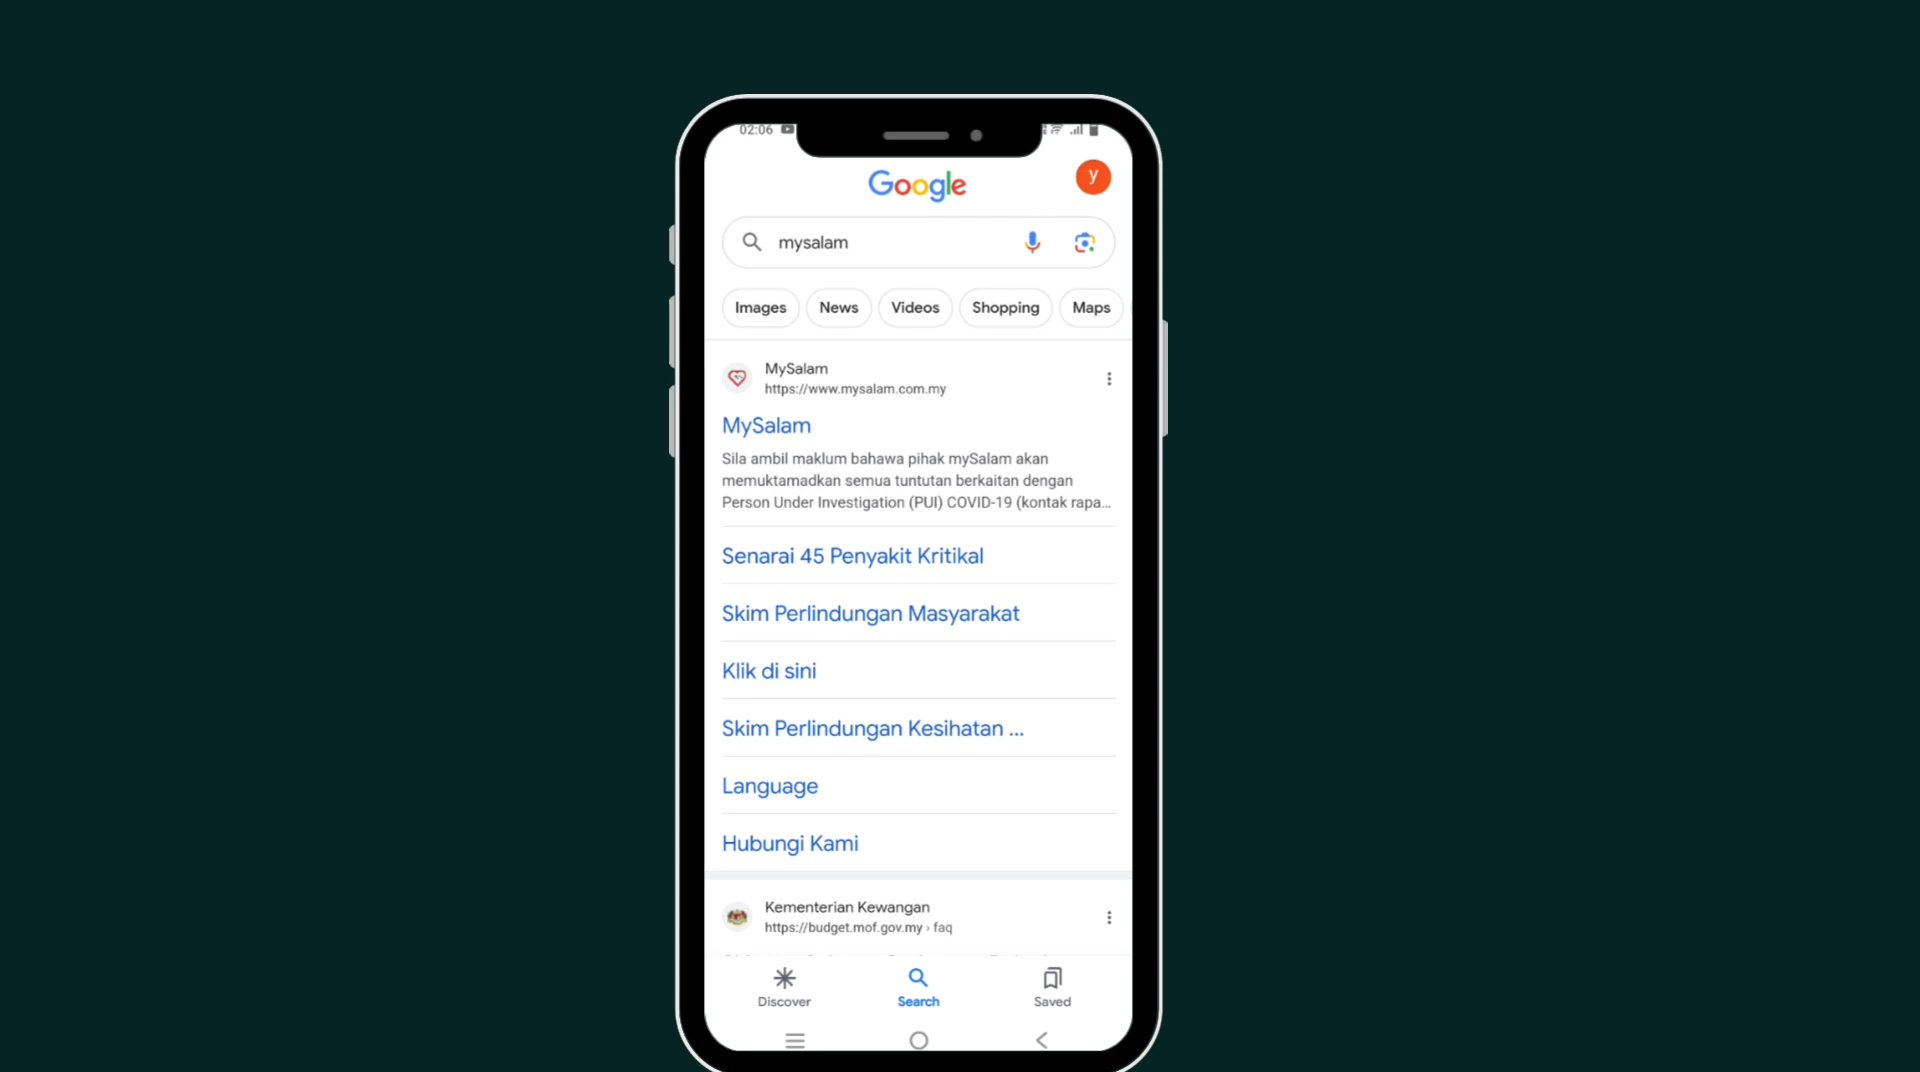 02:06
Google
y
mysalam
Images News Videos Shopping Maps
MySalam
https://www.mysalam.com.my
MySalam
Sila ambil maklum bahawa pihak mySalam akan
memuktamadkan semua tuntutan berkaitan dengan
Person Under Investigation (PUI) COVID-19 (kontak rapa...
Senarai 45 Penyakit Kritikal
Skim Perlindungan Masyarakat
Klik di sini
Skim Perlindungan Kesihatan ...
Language
Hubungi Kami
Kementerian Kewangan
https://budget.mof.gov.my › faq
Discover Search Saved